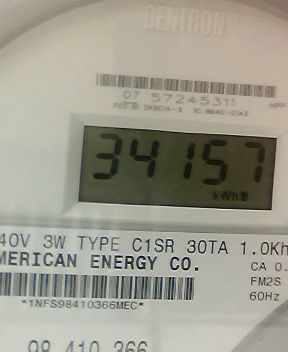 CENTRON®
07 57245311
34157
kWh
40V 3W TYPE C1SR 30TA 1.0Kh
MERICAN ENERGY CO.
CA 0.
FM2S
*1NFS98410366MEC*
60Hz
98 410 366